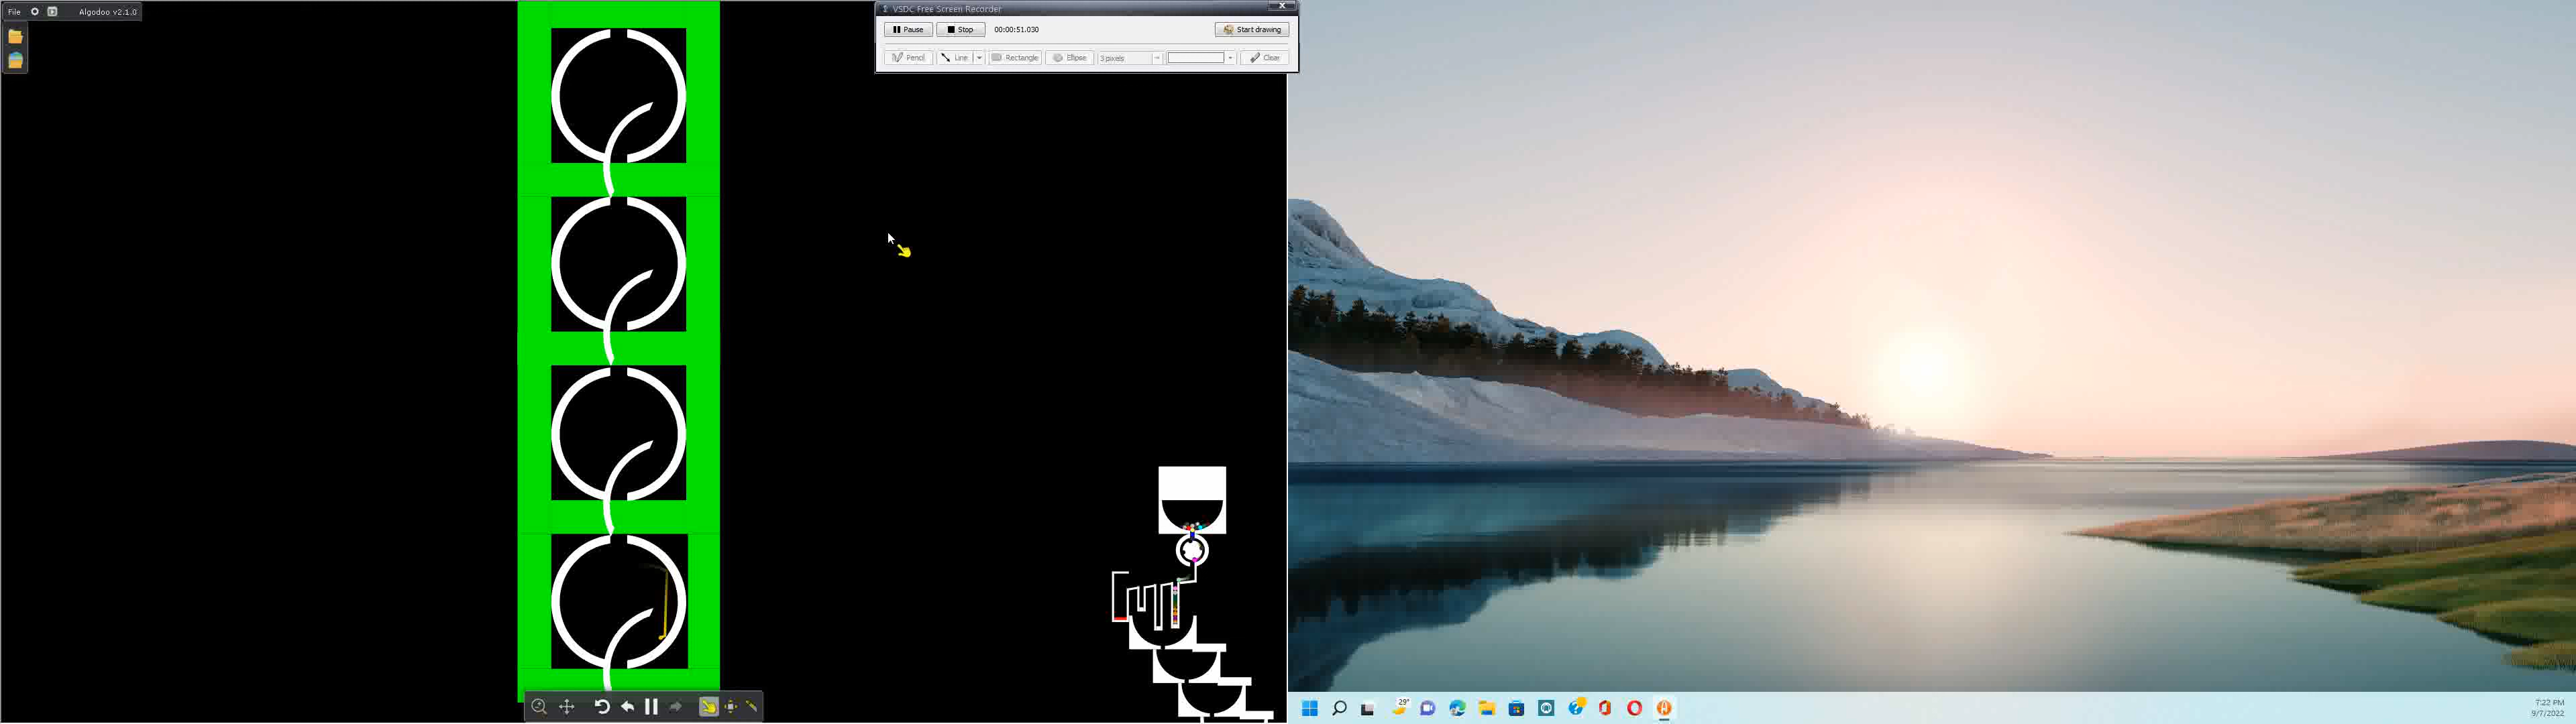 File Algodoo v2.1.0
VSDC Free Screen Recorder
Pause Stop 00:00:51.030 Start drawing
Pencil Line Rectangle Ellipse 3 pixels Clear
29°
7:22 PM
9/7/2022